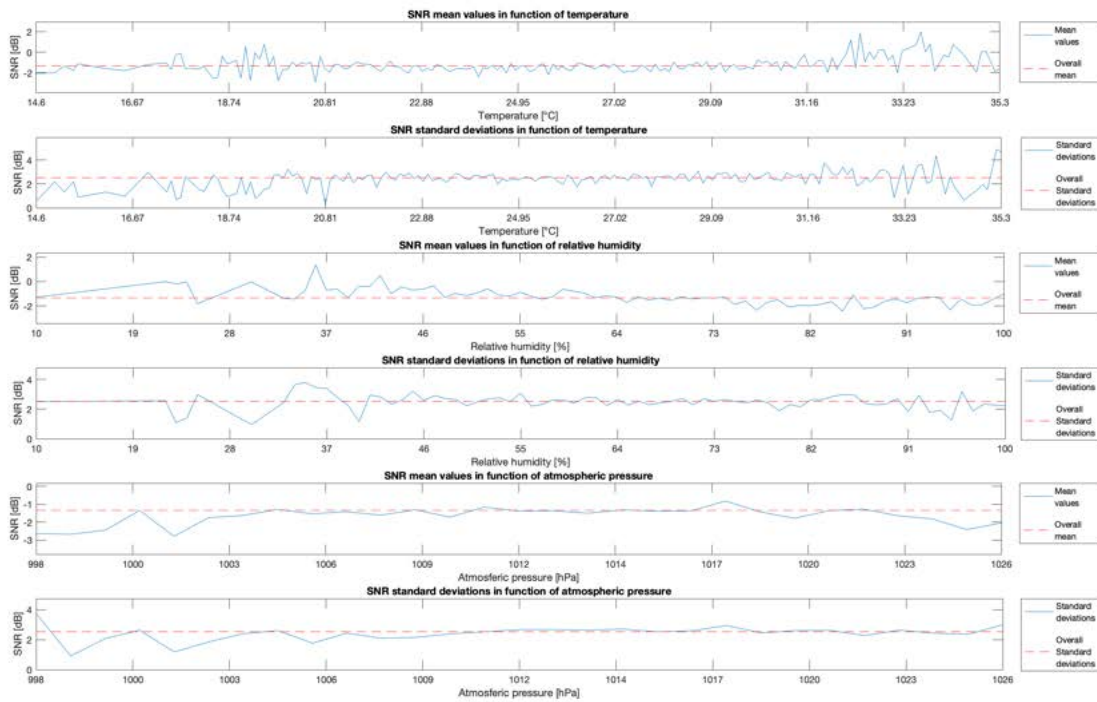 SNR mean values in function of temperature
SNR [dB]
2
0
-2
14.6 16.67 18.74 20.81 22.88 24.95 27.02 29.09 31.16 33.23 35.3
Temperature [°C]
Mean
values
Overall
mean
SNR standard deviations in function of temperature
SNR [dB]
4
2
0
14.6 16.67 18.74 20.81 22.88 24.95 27.02 29.09 31.16 33.23 35.3
Temperature [°C]
Standard
deviations
Overall
Standard
deviations
SNR mean values in function of relative humidity
SNR [dB]
2
0
-2
10 19 28 37 46 55 64 73 82 91 100
Relative humidity [%]
Mean
values
Overall
mean
SNR standard deviations in function of relative humidity
SNR [dB]
4
2
0
10 19 28 37 46 55 64 73 82 91 100
Relative humidity [%]
Standard
deviations
Overall
Standard
deviations
SNR mean values in function of atmospheric pressure
SNR [dB]
0
-1
-2
-3
998 1000 1003 1006 1009 1012 1014 1017 1020 1023 1026
Atmosferic pressure [hPa]
Mean
values
Overall
mean
SNR standard deviations in function of atmospheric pressure
SNR [dB]
4
2
0
998 1000 1003 1006 1009 1012 1014 1017 1020 1023 1026
Atmosferic pressure [hPa]
Standard
deviations
Overall
Standard
deviations